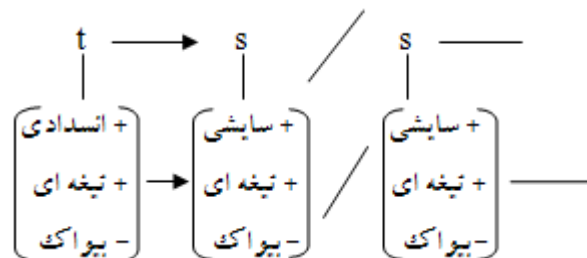 t → s / s —
+ انسدادی + سایشی + سایشی
+ تیغه ای → + تیغه ای / + تیغه ای —
- بیواک - بیواک - بیواک